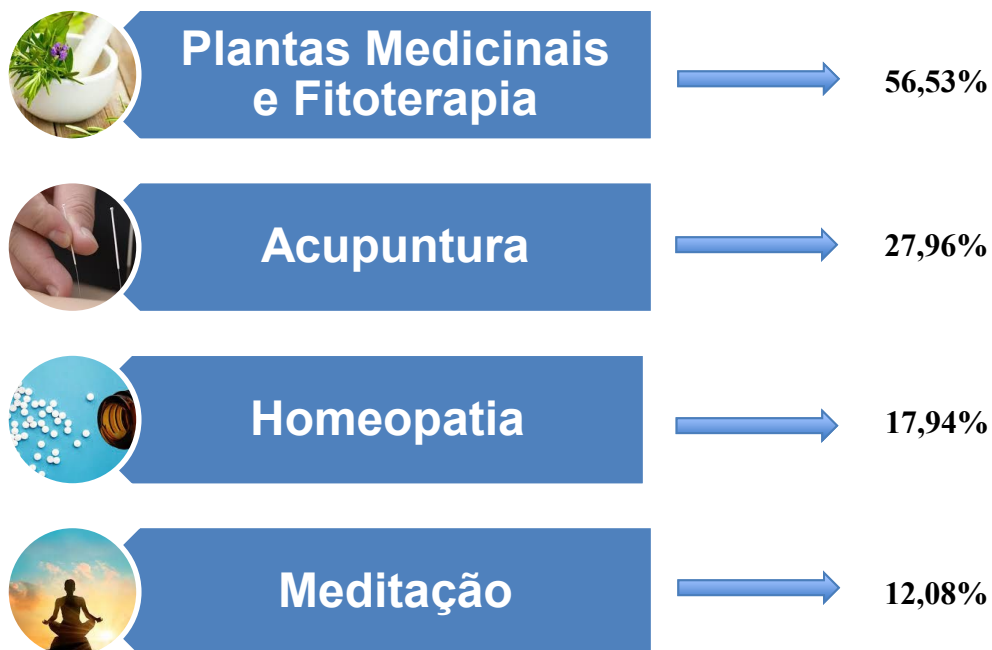 Plantas Medicinais
e Fitoterapia
56,53%
Acupuntura
27,96%
Homeopatia
17,94%
Meditação
12,08%